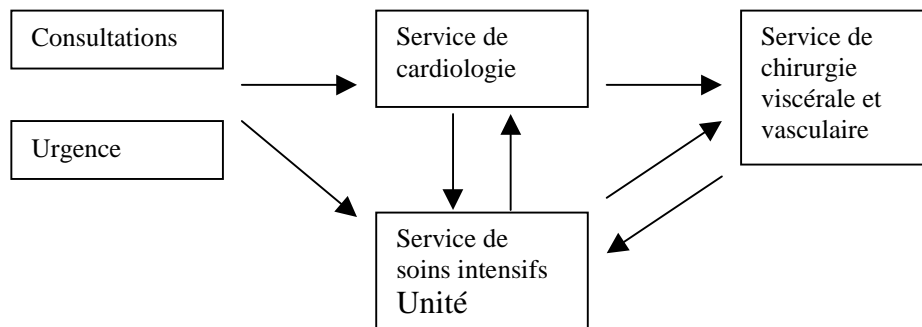 Consultations
Urgence
Service de
cardiologie
Service de
chirurgie
viscérale et
vasculaire
Service de
soins intensifs
Unité